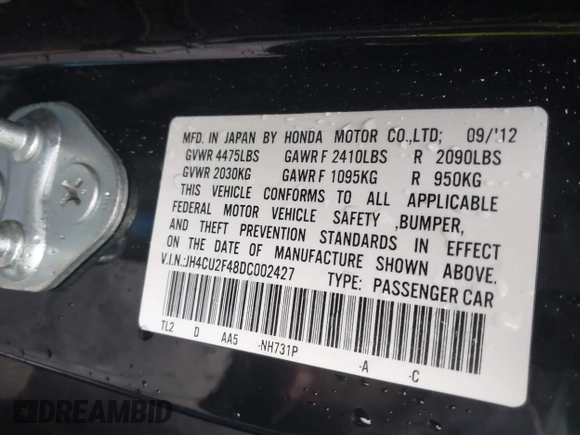 MFD. IN JAPAN BY HONDA MOTOR CO.,LTD; 09/'12
GVWR 4475LBS GAWR F 2410LBS R 2090LBS
GVWR 2030KG GAWR F 1095KG R 950KG
THIS VEHICLE CONFORMS TO ALL APPLICABLE
FEDERAL MOTOR VEHICLE SAFETY ,BUMPER,
AND THEFT PREVENTION STANDARDS IN EFFECT
ON THE DATE OF MANUFACTURE SHOWN ABOVE.
V.I.N:JH4CU2F48DC002427 TYPE: PASSENGER CAR
TL2 D AA5 -NH731P -A -C
DREAMBID